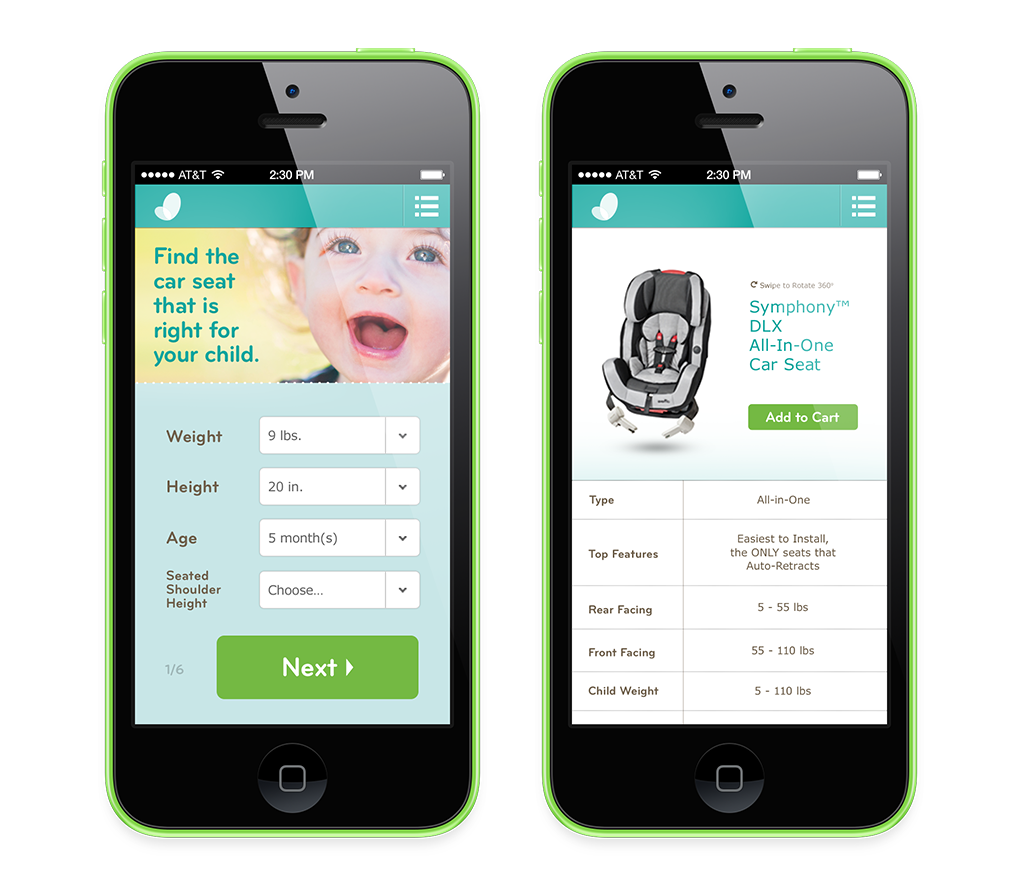 AT&T 2:30 PM
Find the
car seat
that is
right for
your child.
Weight 9 lbs.
Height 20 in.
Age 5 month(s)
Seated
Shoulder
Height
Choose...
1/6 Next
AT&T 2:30 PM
Swipe to Rotate 360°
Symphony™
DLX
All-In-One
Car Seat
Add to Cart
Type All-in-One
Top Features
Easiest to Install,
the ONLY seats that
Auto-Retracts
Rear Facing 5 - 55 lbs
Front Facing 55 - 110 lbs
Child Weight 5 - 110 lbs